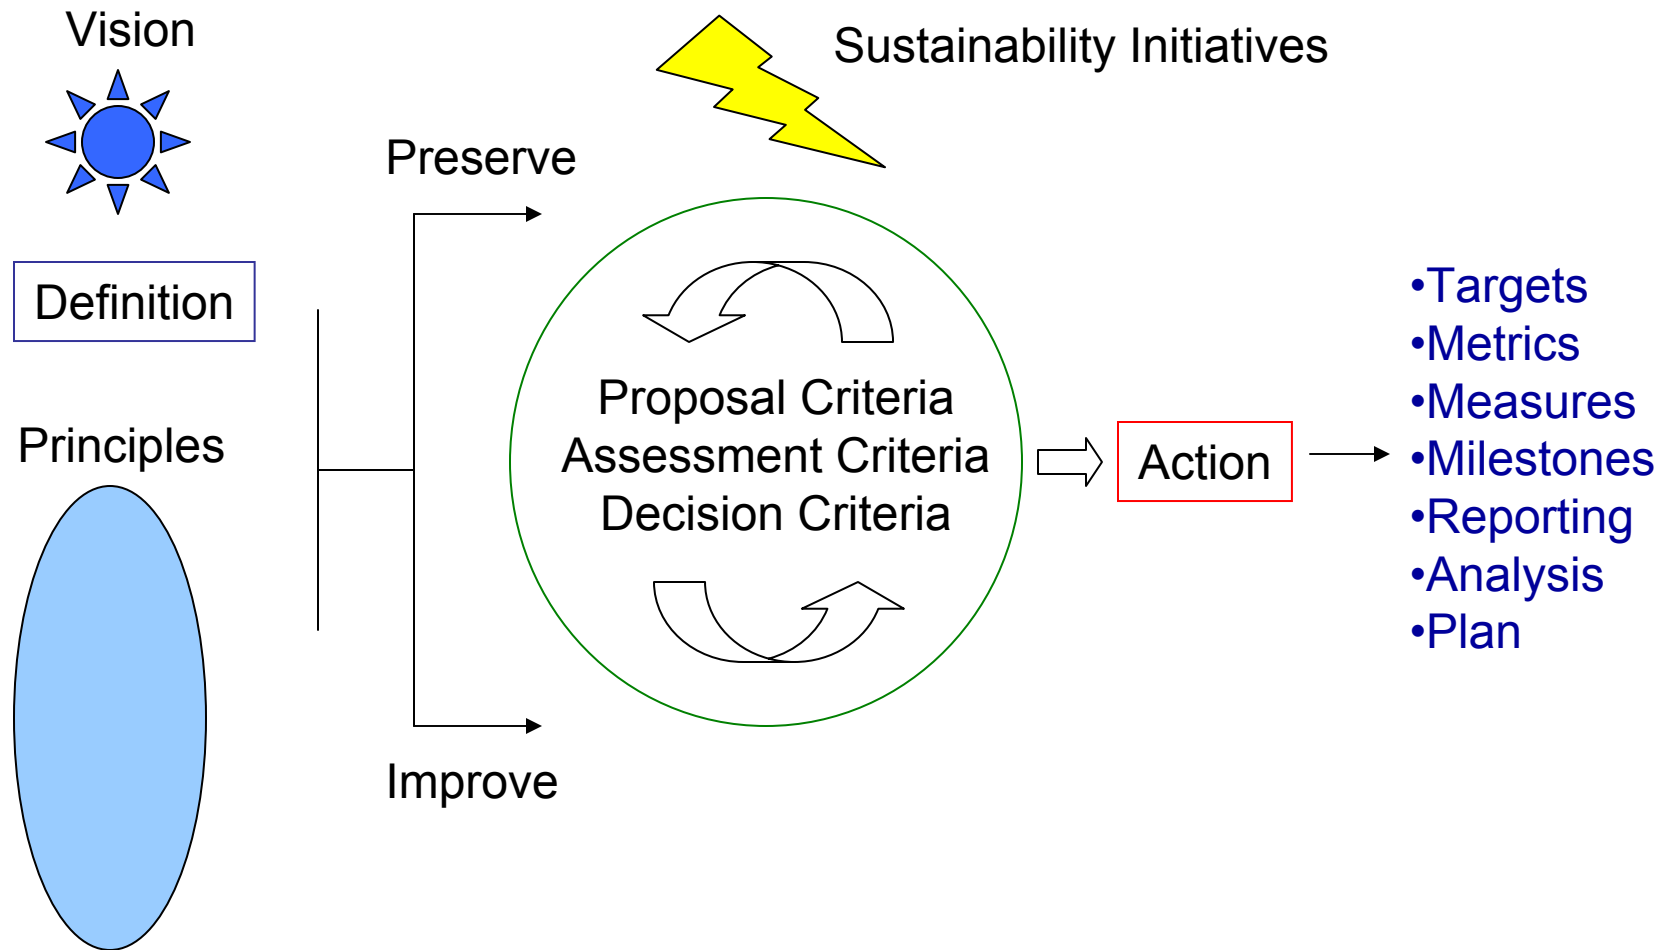 Vision
Sustainability Initiatives
Preserve
Definition
Principles
Proposal Criteria
Assessment Criteria
Decision Criteria
Improve
Action
•Targets
•Metrics
•Measures
•Milestones
•Reporting
•Analysis
•Plan